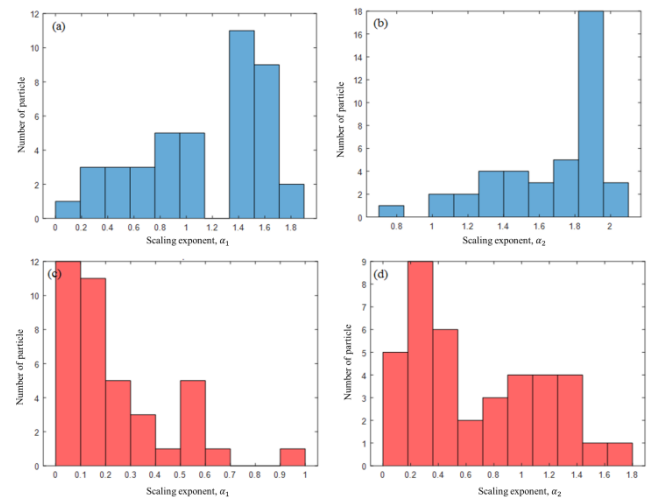 (a)
12
10
8
6
4
2
0
Number of particle
0 0.2 0.4 0.6 0.8 1 1.2 1.4 1.6 1.8
Scaling exponent, α1
(b)
18
16
14
12
10
8
6
4
2
0
Number of particle
0.8 1 1.2 1.4 1.6 1.8 2
Scaling exponent, α2
(c)
12
10
8
6
4
2
0
Number of particle
0 0.1 0.2 0.3 0.4 0.5 0.6 0.7 0.8 0.9 1
Scaling exponent, α1
(d)
9
8
7
6
5
4
3
2
1
0
Number of particle
0 0.2 0.4 0.6 0.8 1 1.2 1.4 1.6 1.8
Scaling exponent, α2